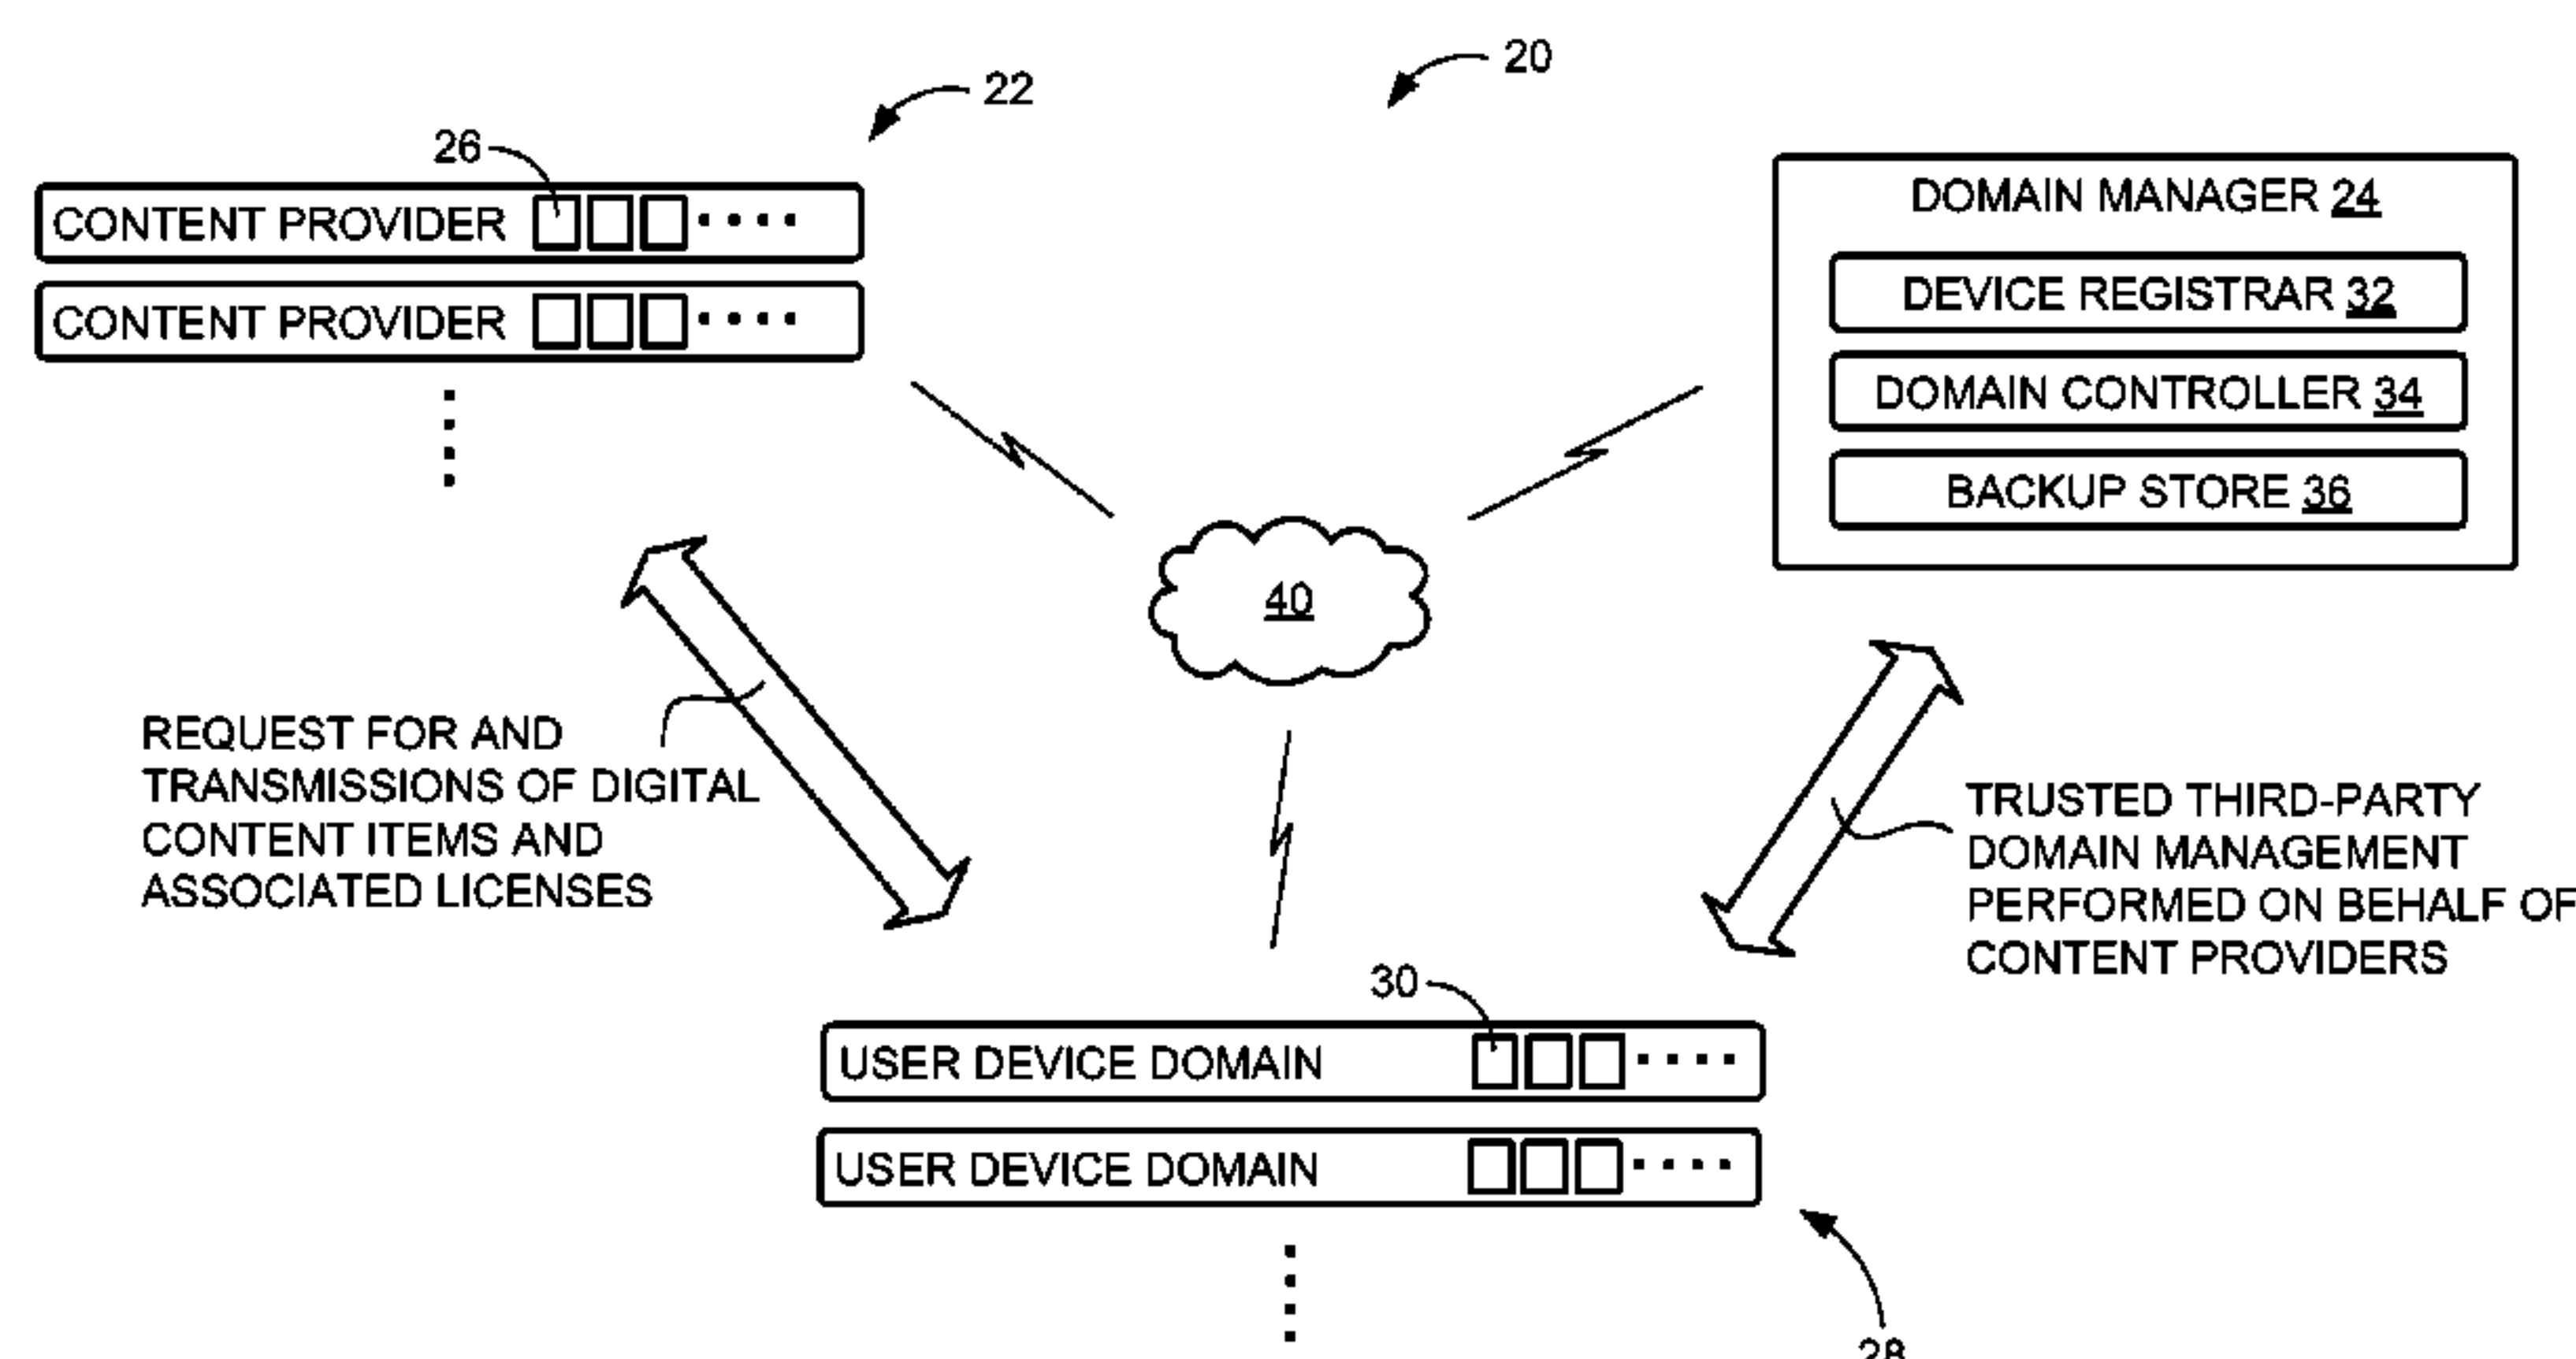 20
22
26
CONTENT PROVIDER
CONTENT PROVIDER
DOMAIN MANAGER 24
DEVICE REGISTRAR 32
DOMAIN CONTROLLER 34
BACKUP STORE 36
40
REQUEST FOR AND
TRANSMISSIONS OF DIGITAL
CONTENT ITEMS AND
ASSOCIATED LICENSES
TRUSTED THIRD-PARTY
DOMAIN MANAGEMENT
PERFORMED ON BEHALF OF
CONTENT PROVIDERS
30
USER DEVICE DOMAIN
USER DEVICE DOMAIN
28